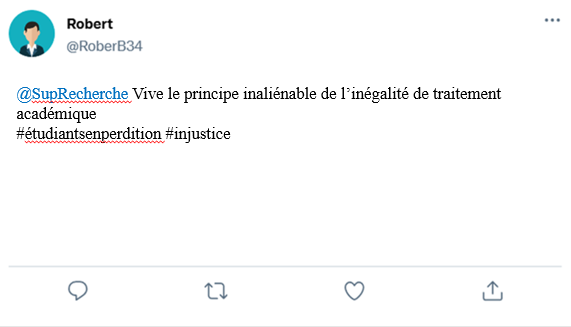 Robert
@RoberB34
@SupRecherche Vive le principe inaliénable de l’inégalité de traitement
académique
#étudiantsenperdition #injustice